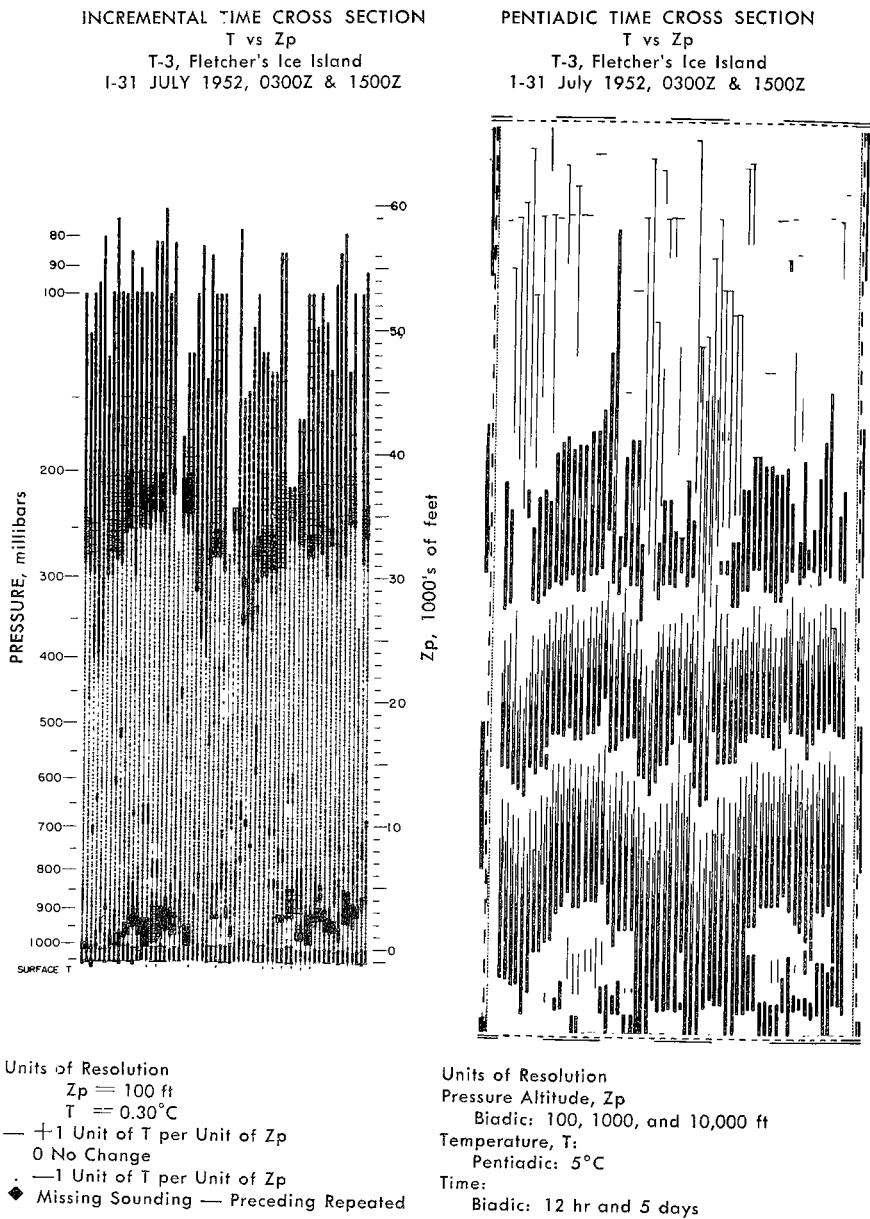 INCREMENTAL TIME CROSS SECTION
T vs Zp
T-3, Fletcher's Ice Island
1-31 JULY 1952, 0300Z & 1500Z
PENTIADIC TIME CROSS SECTION
T vs Zp
T-3, Fletcher's Ice Island
1-31 July 1952, 0300Z & 1500Z
PRESSURE, millibars
80
90
100
200
300
400
500
600
700
800
900
1000
SURFACE T
60
50
40
30
20
10
0
Zp, 1000's of feet
Units of Resolution
Zp = 100 ft
T = 0.30°C
— +1 Unit of T per Unit of Zp
0 No Change
. —1 Unit of T per Unit of Zp
◆ Missing Sounding — Preceding Repeated
Units of Resolution
Pressure Altitude, Zp
Biadic: 100, 1000, and 10,000 ft
Temperature, T:
Pentiadic: 5°C
Time:
Biadic: 12 hr and 5 days